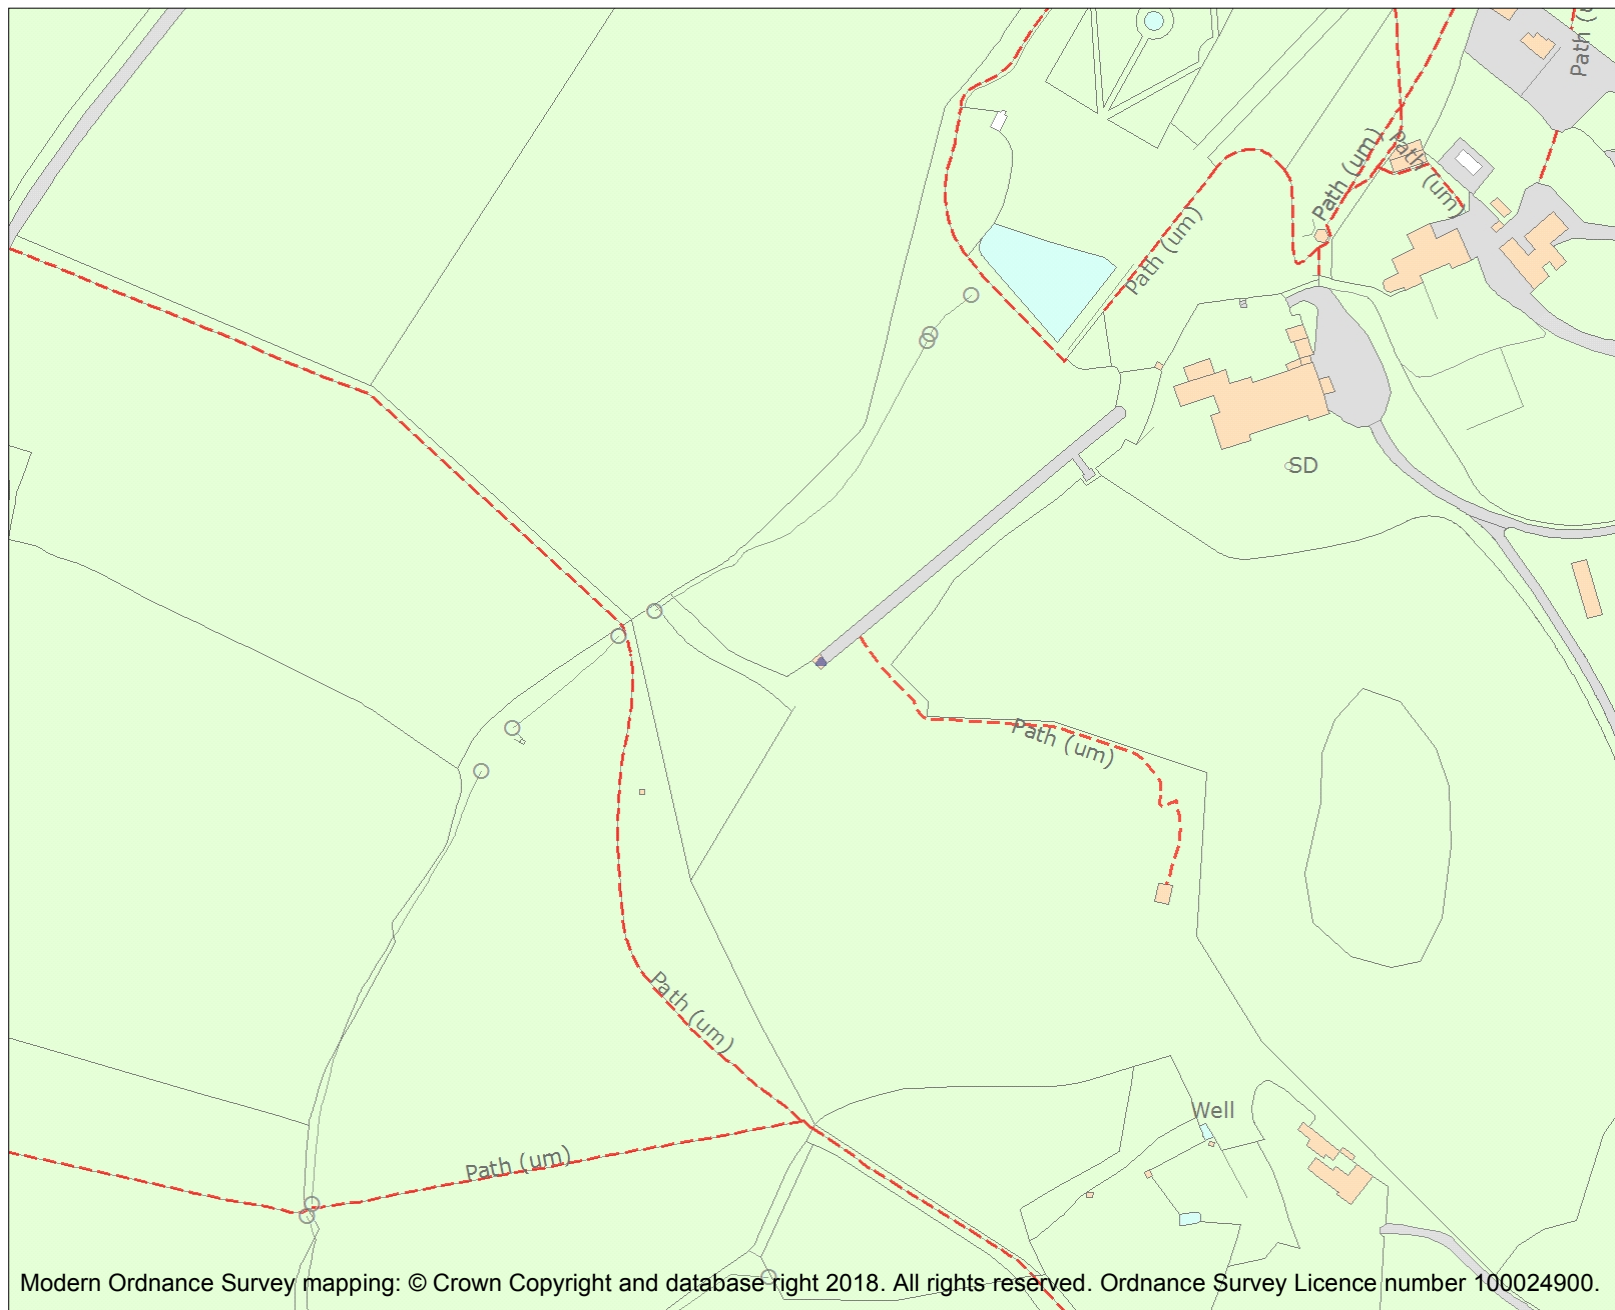 Path (u
Path (um)
Path (um)
Path (um)
SD
Path (um)
Path (um)
Well
Path (um)
Modern Ordnance Survey mapping: © Crown Copyright and database right 2018. All rights reserved. Ordnance Survey Licence number 100024900.